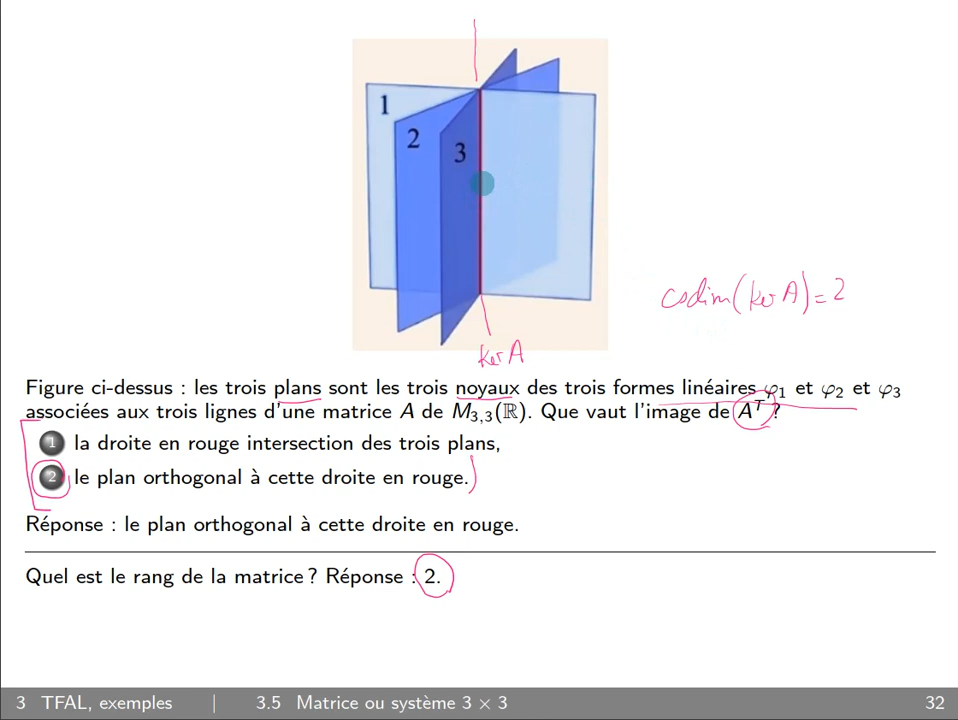 1
2
3
codim(ker A) = 2
ker A
Figure ci-dessus : les trois plans sont les trois noyaux des trois formes linéaires φ₁ et φ₂ et φ₃
associées aux trois lignes d'une matrice A de M₃,₃(ℝ). Que vaut l'image de Aᵀ ?
1 la droite en rouge intersection des trois plans,
2 le plan orthogonal à cette droite en rouge.
Réponse : le plan orthogonal à cette droite en rouge.
Quel est le rang de la matrice ? Réponse : 2.
3 TFAL, exemples | 3.5 Matrice ou système 3 × 3 32